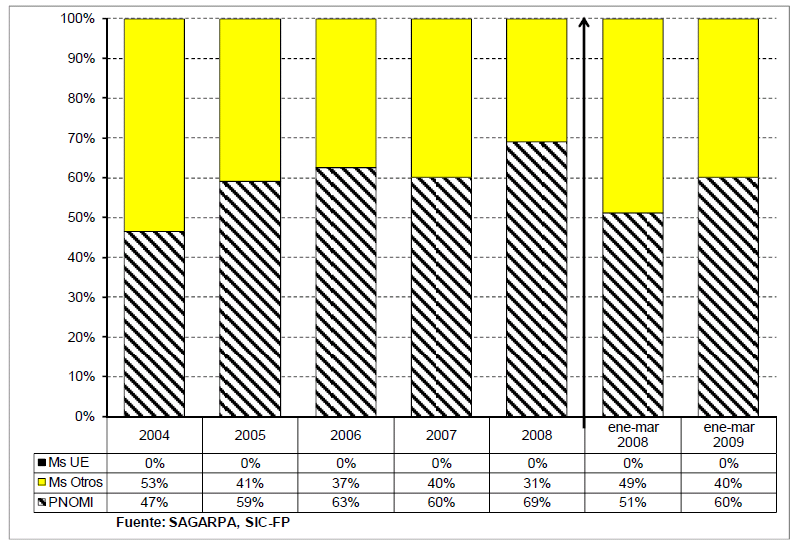 100%
90%
80%
70%
60%
50%
40%
30%
20%
10%
0%
2004 2005 2006 2007 2008 ene-mar 2008 ene-mar 2009
Ms UE 0% 0% 0% 0% 0% 0% 0%
Ms Otros 53% 41% 37% 40% 31% 49% 40%
PNOMI 47% 59% 63% 60% 69% 51% 60%
Fuente: SAGARPA, SIC-FP